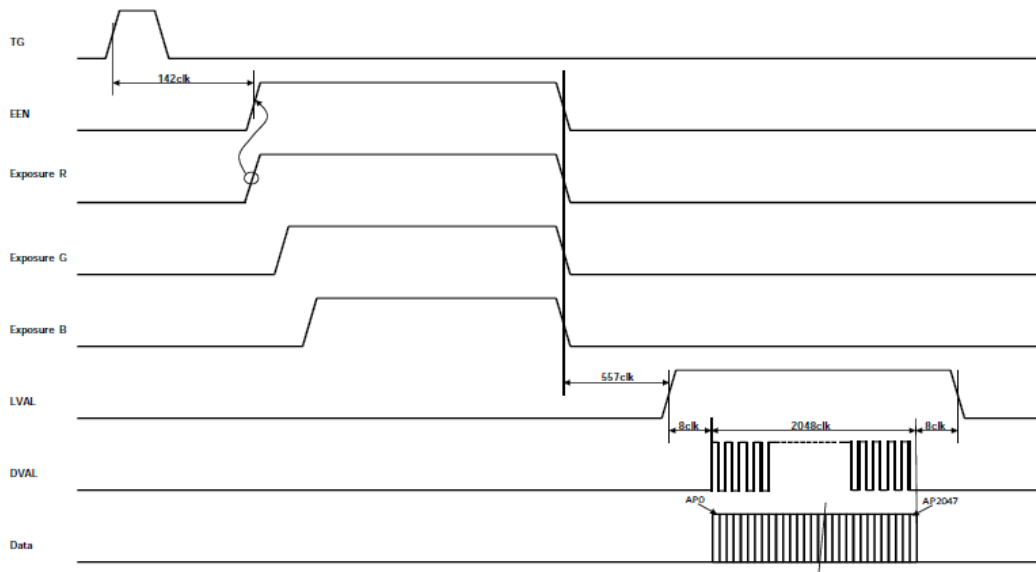 TG
142clk
EEN
Exposure R
Exposure G
Exposure B
557clk
LVAL
8clk 2048clk 8clk
DVAL
AP0 AP2047
Data